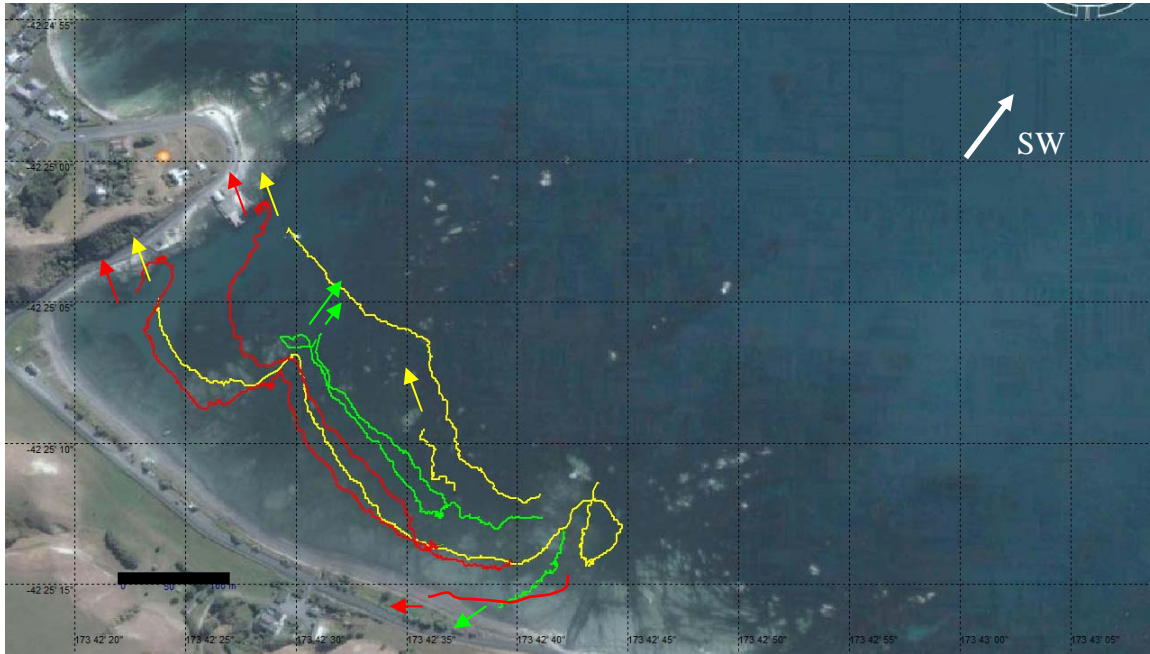 -42 24' 55"
-42 25' 00"
SW
-42 25' 05"
-42 25' 10"
-42 25' 15"
0 50 100 m
173 42' 20"
173 42' 25"
173 42' 30"
173 42' 35"
173 42' 40"
173 42' 45"
173 42' 50"
173 42' 55"
173 43' 00"
173 43' 05"